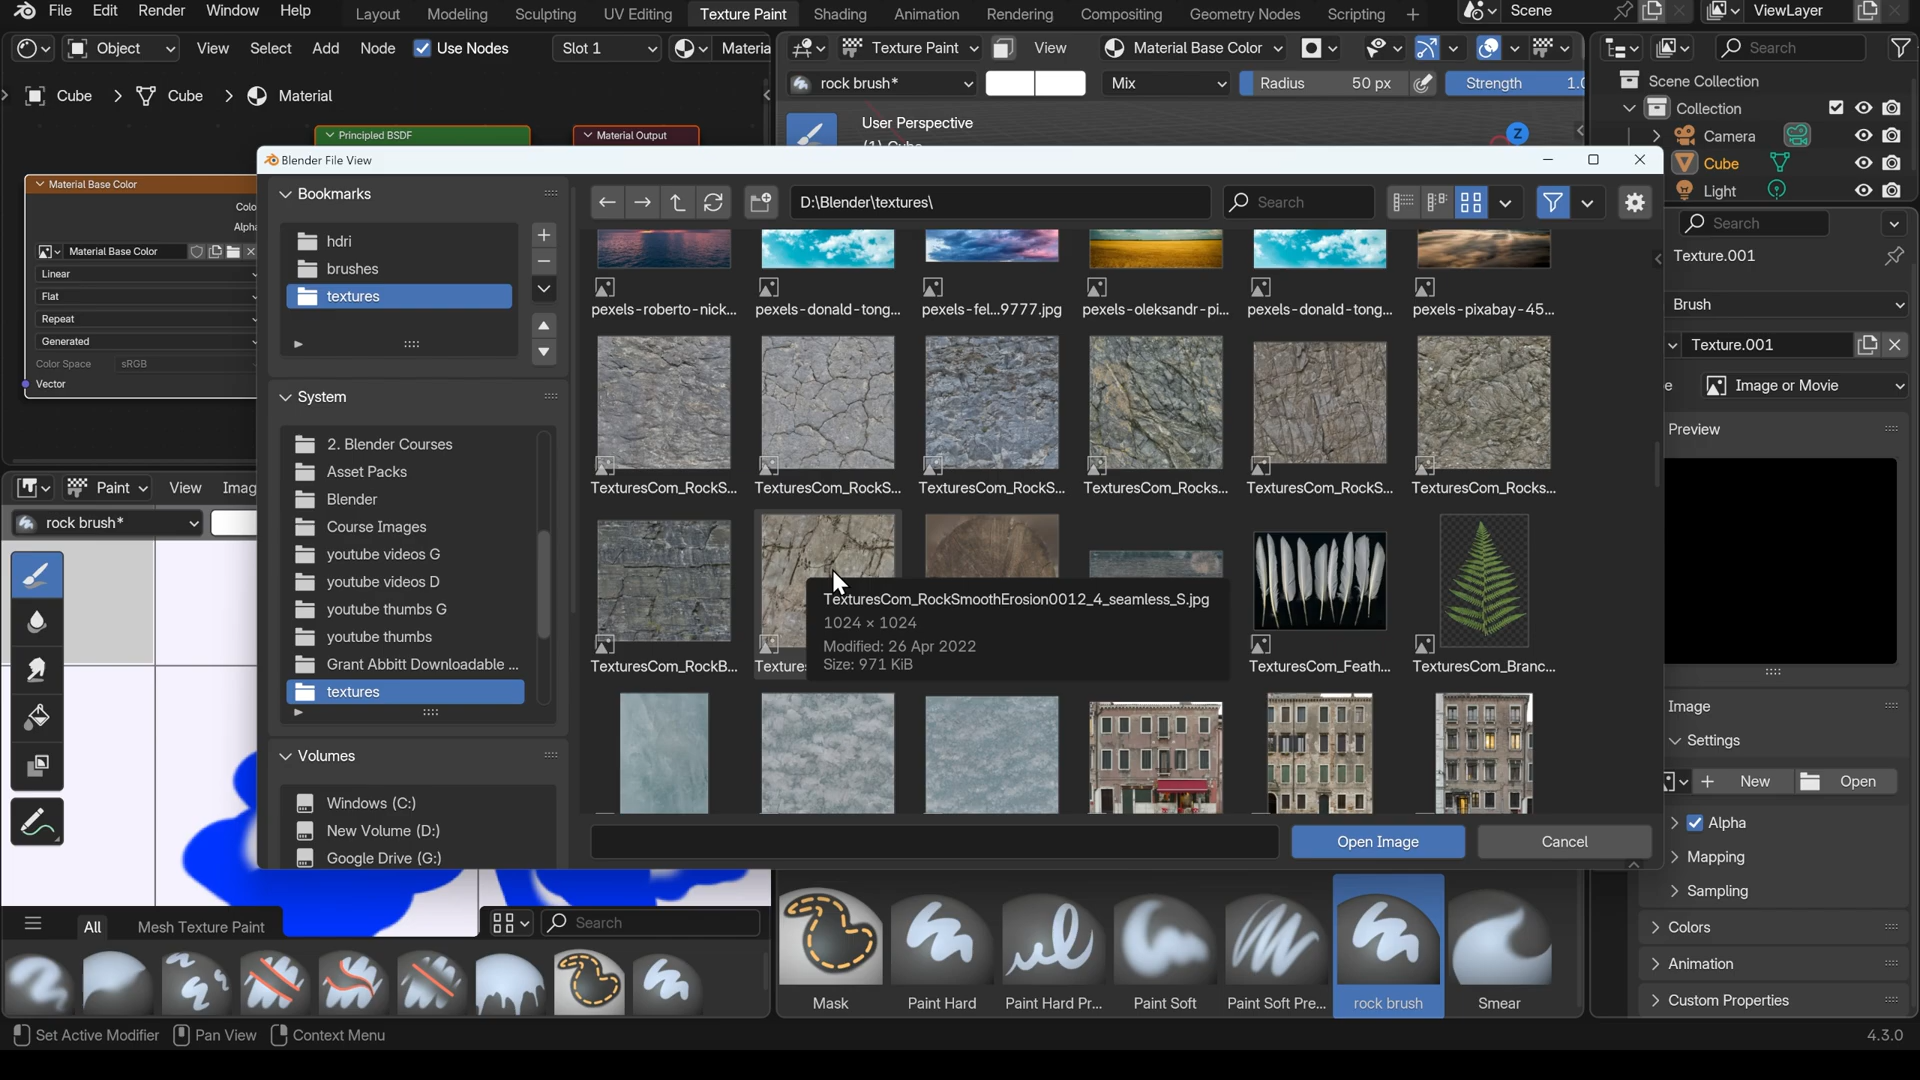 File Edit Render Window Help Layout Modeling Sculpting UV Editing Texture Paint Shading Animation Rendering Compositing Geometry Nodes Scripting + Scene ViewLayer
Object View Select Add Node Use Nodes Slot 1 Materia Texture Paint View Material Base Color Search
rock brush* Mix Radius 50 px Strength 1.0 Scene Collection
Cube > Cube > Material Collection
User Perspective
Principled BSDF Material Output Z Camera
Blender File View
Cube
Material Base Color Bookmarks Light
D:\Blender\textures\ Search
hdri
brushes
textures
Material Base Color
Linear
Flat
Repeat
Generated
Color Space sRGB
Vector
Search
Texture.001
Brush
Texture.001
Image or Movie
Preview
pexels-roberto-nick... pexels-donald-tong... pexels-fel...9777.jpg pexels-oleksandr-pi... pexels-donald-tong... pexels-pixabay-45...
System
2. Blender Courses
Asset Packs
Blender
Course Images
youtube videos G
youtube videos D
youtube thumbs G
youtube thumbs
Grant Abbitt Downloadable ...
textures
TexturesCom_RockS... TexturesCom_RockS... TexturesCom_RockS... TexturesCom_Rocks... TexturesCom_RockS... TexturesCom_Rocks...
Paint View Imag
rock brush*
TexturesCom_RockSmoothErosion0012_4_seamless_S.jpg
1024 × 1024
Modified: 26 Apr 2022
Size: 971 KiB
TexturesCom_RockB... Textures TexturesCom_Feath... TexturesCom_Branc...
Image
Settings
New Open
Alpha
Mapping
Sampling
Colors
Animation
Custom Properties
Volumes
Windows (C:)
New Volume (D:)
Google Drive (G:)
Open Image Cancel
All Mesh Texture Paint Search
Mask Paint Hard Paint Hard Pr... Paint Soft Paint Soft Pre... rock brush Smear
Set Active Modifier Pan View Context Menu 4.3.0